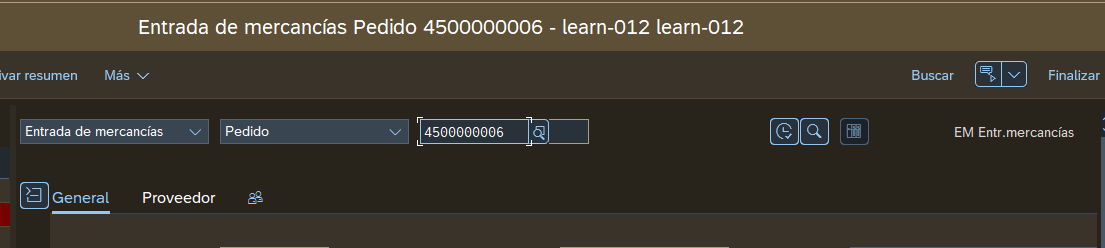 Entrada de mercancías Pedido 4500000006 - learn-012 learn-012
ivar resumen Más Buscar Finalizar
Entrada de mercancías Pedido 4500000006 EM Entr.mercancías
General Proveedor